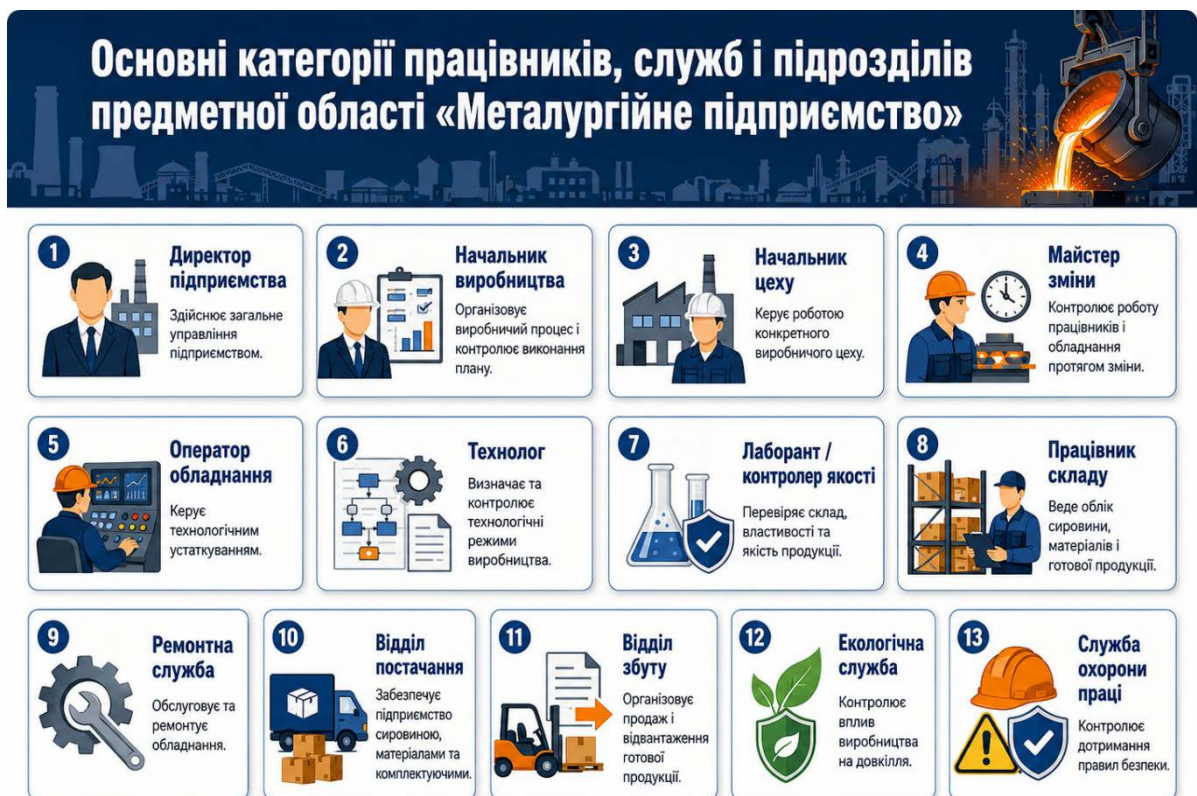 Основні категорії працівників, служб і підрозділів
предметної області «Металургійне підприємство»
1
Директор
підприємства
Здійснює загальне
управління
підприємством.
2
Начальник
виробництва
Організовує
виробничий процес і
контролює виконання
плану.
3
Начальник
цеху
Керує роботою
конкретного
виробничого цеху.
4
Майстер
зміни
Контролює роботу
працівників і
обладнання
протягом зміни.
5
Оператор
обладнання
Керує
технологічним
устаткуванням.
6
Технолог
Визначає та
контролює
технологічні
режими
виробництва.
7
Лаборант /
контролер якості
Перевіряє склад,
властивості та
якість продукції.
8
Працівник
складу
Веде облік
сировини,
матеріалів і
готової продукції.
9
Ремонтна
служба
Обслуговує та
ремонтує
обладнання.
10
Відділ
постачання
Забезпечує
підприємство
сировиною,
матеріалами та
комплектуючими.
11
Відділ
збуту
Організовує
продаж і
відвантаження
готової
продукції.
12
Екологічна
служба
Контролює
вплив
виробництва
на довкілля.
13
Служба
охорони
праці
Контролює
дотримання
правил безпеки.